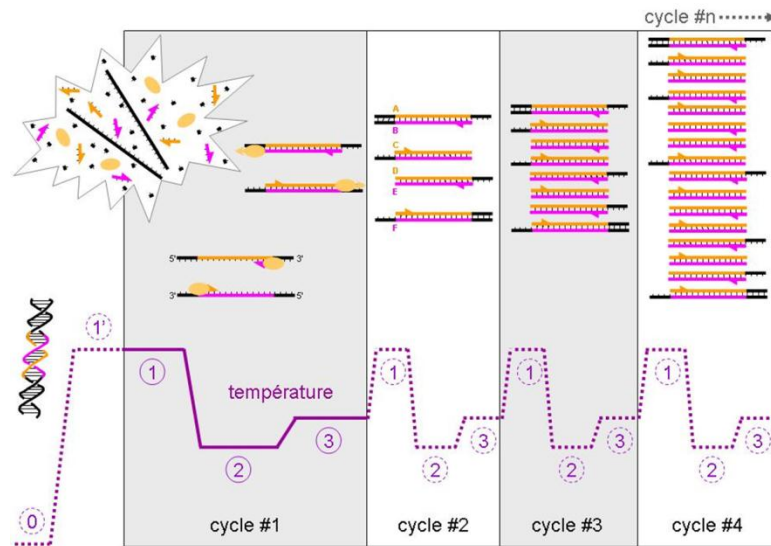 cycle #n
A
B
C
D
E
F
5' 3'
3' 5'
1'
1
température
2
3
1
2
3
1
2
3
1
2
3
0
cycle #1
cycle #2
cycle #3
cycle #4